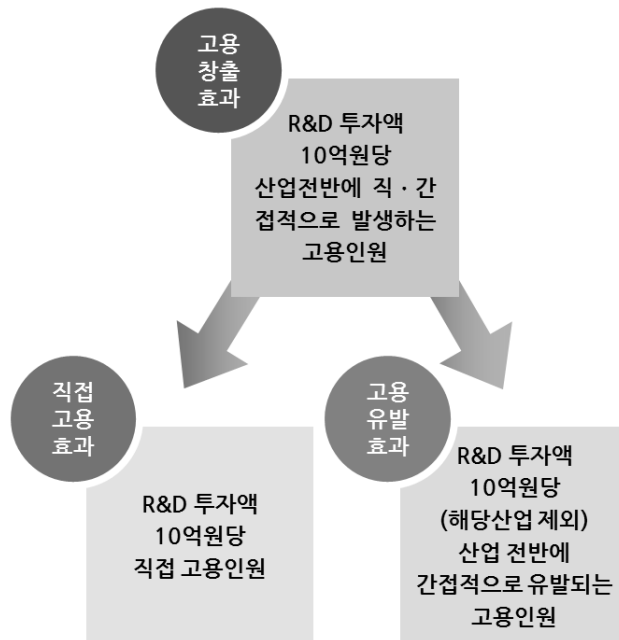 고용
창출
효과
R&D 투자액
10억원당
산업전반에 직·간
접적으로 발생하는
고용인원
직접
고용
효과
R&D 투자액
10억원당
직접 고용인원
고용
유발
효과
R&D 투자액
10억원당
(해당산업 제외)
산업 전반에
간접적으로 유발되는
고용인원